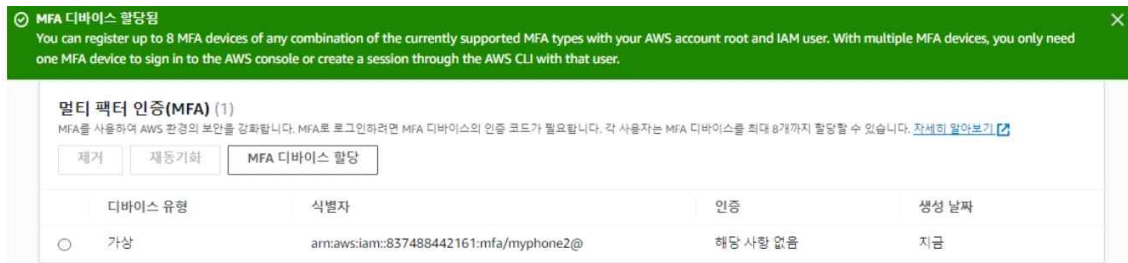 MFA 디바이스 할당됨
You can register up to 8 MFA devices of any combination of the currently supported MFA types with your AWS account root and IAM user. With multiple MFA devices, you only need
one MFA device to sign in to the AWS console or create a session through the AWS CLI with that user.
멀티 팩터 인증(MFA) (1)
MFA를 사용하여 AWS 환경의 보안을 강화합니다. MFA로 로그인하려면 MFA 디바이스의 인증 코드가 필요합니다. 각 사용자는 MFA 디바이스를 최대 8개까지 할당할 수 있습니다. 자세히 알아보기
제거 재동기화 MFA 디바이스 할당
디바이스 유형 식별자 인증 생성 날짜
가상 arn:aws:iam::837488442161:mfa/myphone2@ 해당 사항 없음 지금